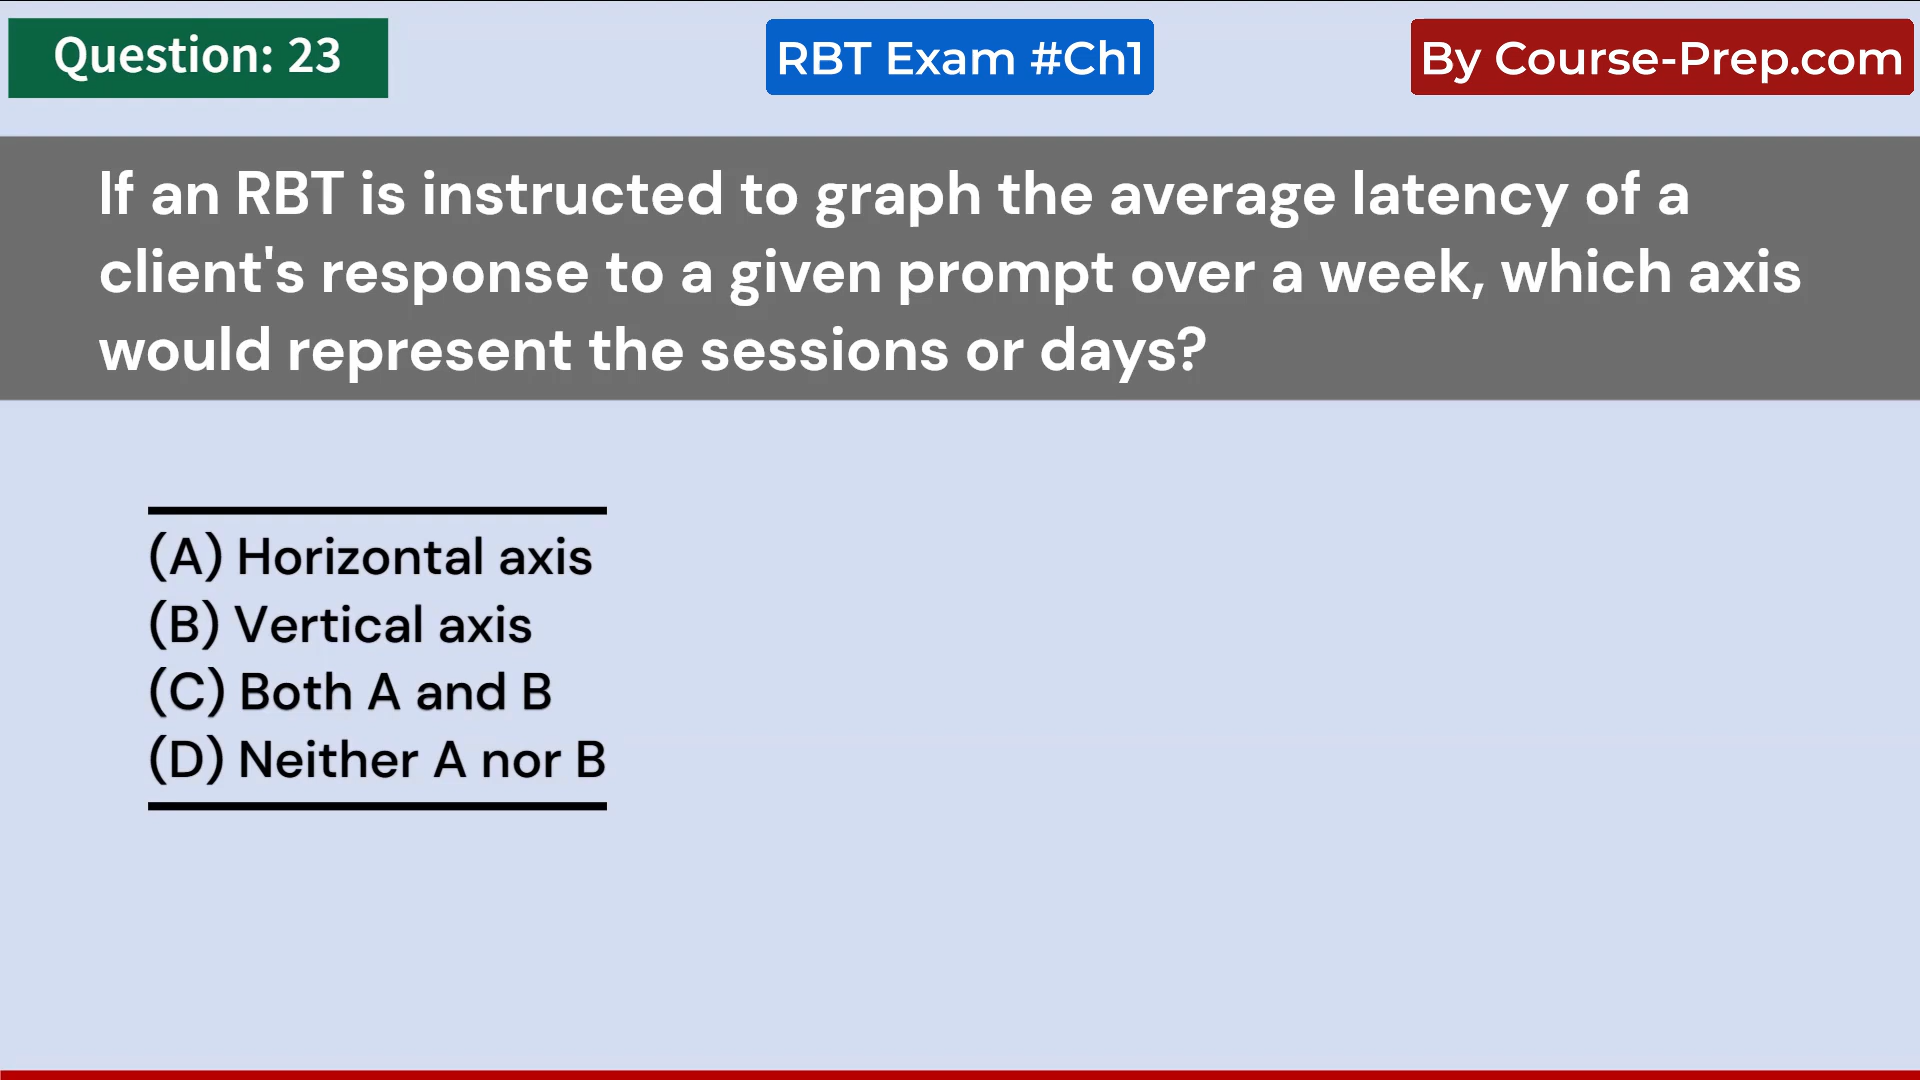 Question: 23
RBT Exam #Ch1
By Course-Prep.com
If an RBT is instructed to graph the average latency of a
client's response to a given prompt over a week, which axis
would represent the sessions or days?
(A) Horizontal axis
(B) Vertical axis
(C) Both A and B
(D) Neither A nor B